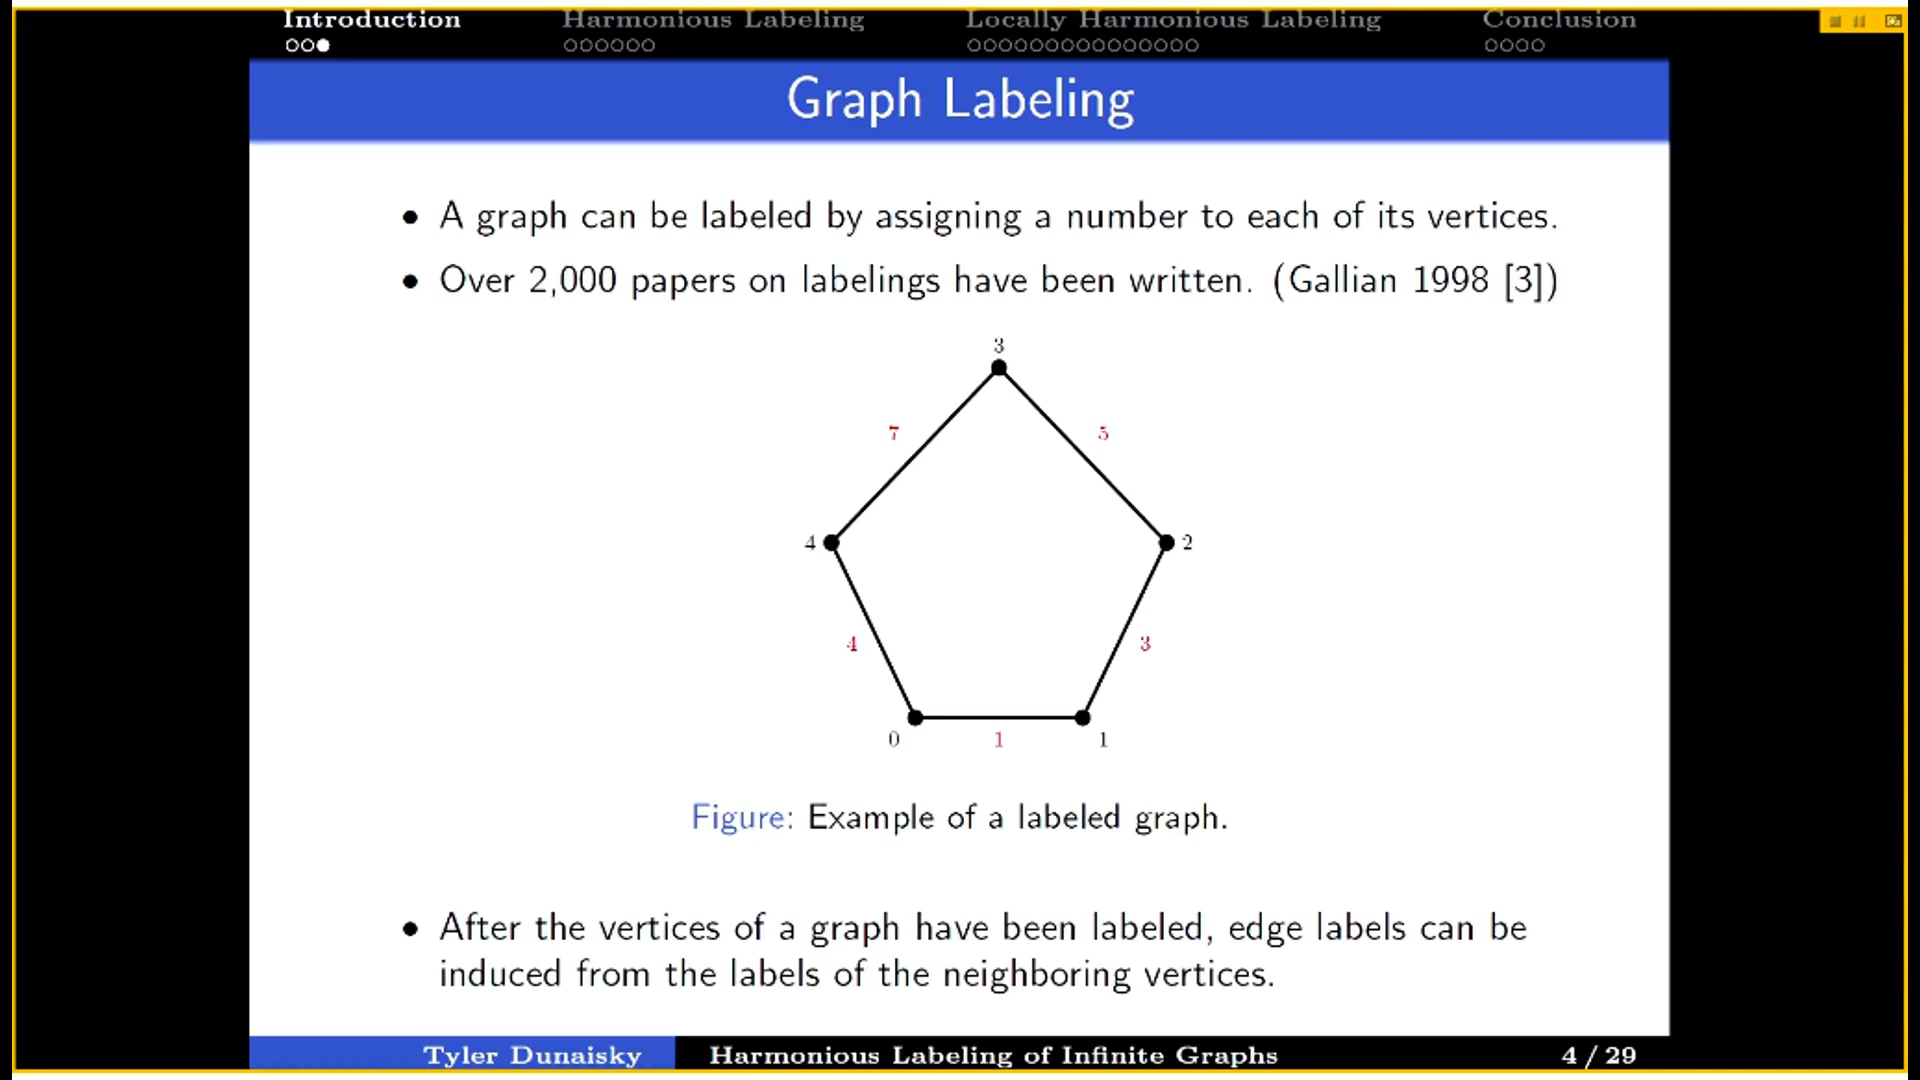 Introduction Harmonious Labeling Locally Harmonious Labeling Conclusion
Graph Labeling
• A graph can be labeled by assigning a number to each of its vertices.
• Over 2,000 papers on labelings have been written. (Gallian 1998 [3])
3
7 5
4 2
4 3
0 1 1
Figure: Example of a labeled graph.
• After the vertices of a graph have been labeled, edge labels can be
induced from the labels of the neighboring vertices.
Tyler Dunaisky Harmonious Labeling of Infinite Graphs 4 / 29